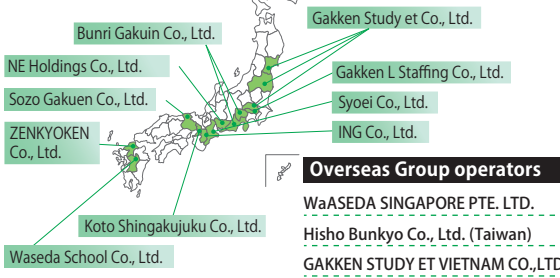 Gakken Study et Co., Ltd.
Bunri Gakuin Co., Ltd.
NE Holdings Co., Ltd.
Gakken L Staffing Co., Ltd.
Sozo Gakuen Co., Ltd.
Syoei Co., Ltd.
ZENKYOKEN
Co., Ltd.
ING Co., Ltd.
Koto Shingakujuku Co., Ltd.
Waseda School Co., Ltd.
Overseas Group operators
WaASEDA SINGAPORE PTE. LTD.
Hisho Bunkyo Co., Ltd. (Taiwan)
GAKKEN STUDY ET VIETNAM CO.,LTD